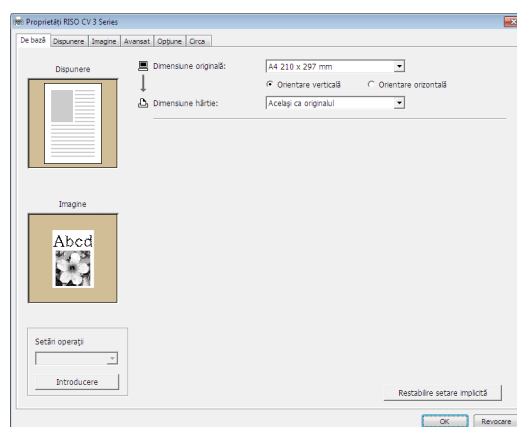 Proprietăți RISO CV 3 Series
De bază Dispunere Imagine Avansat Opțiune Circa
Dispunere
Dimensiune originală: A4 210 x 297 mm
Orientare verticală Orientare orizontală
Dimensiune hârtie: Același ca originalul
Imagine
Abcd
Setări operații
Introducere
Restabilire setare implicită
OK Revocare